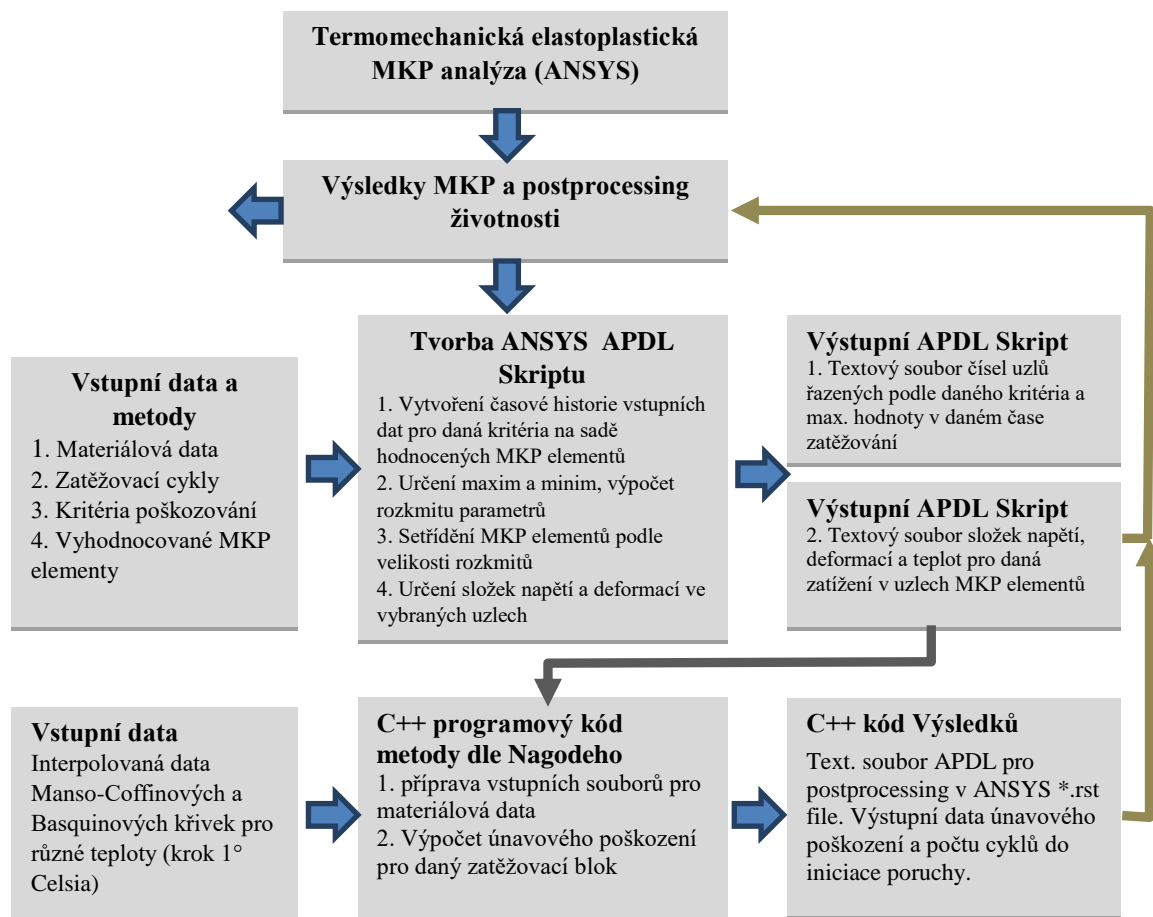 Termomechanická elastoplastická
MKP analýza (ANSYS)
Výsledky MKP a postprocessing
životnosti
Vstupní data a
metody
1. Materiálová data
2. Zatěžovací cykly
3. Kritéria poškozování
4. Vyhodnocované MKP
elementy
Tvorba ANSYS APDL
Skriptu
1. Vytvoření časové historie vstupních
dat pro daná kritéria na sadě
hodnocených MKP elementů
2. Určení maxim a minim, výpočet
rozkmitu parametrů
3. Setřídění MKP elementů podle
velikosti rozkmitů
4. Určení složek napětí a deformací ve
vybraných uzlech
Výstupní APDL Skript
1. Textový soubor čísel uzlů
řazených podle daného kritéria a
max. hodnoty v daném čase
zatěžování
Výstupní APDL Skript
2. Textový soubor složek napětí,
deformací a teplot pro daná
zatížení v uzlech MKP elementů
Vstupní data
Interpolovaná data
Manso-Coffinových a
Basquinových křivek pro
různé teploty (krok 1°
Celsia)
C++ programový kód
metody dle Nagodeho
1. příprava vstupních souborů pro
materiálová data
2. Výpočet únavového poškození
pro daný zatěžovací blok
C++ kód Výsledků
Text. soubor APDL pro
postprocessing v ANSYS *.rst
file. Výstupní data únavového
poškození a počtu cyklů do
iniciace poruchy.